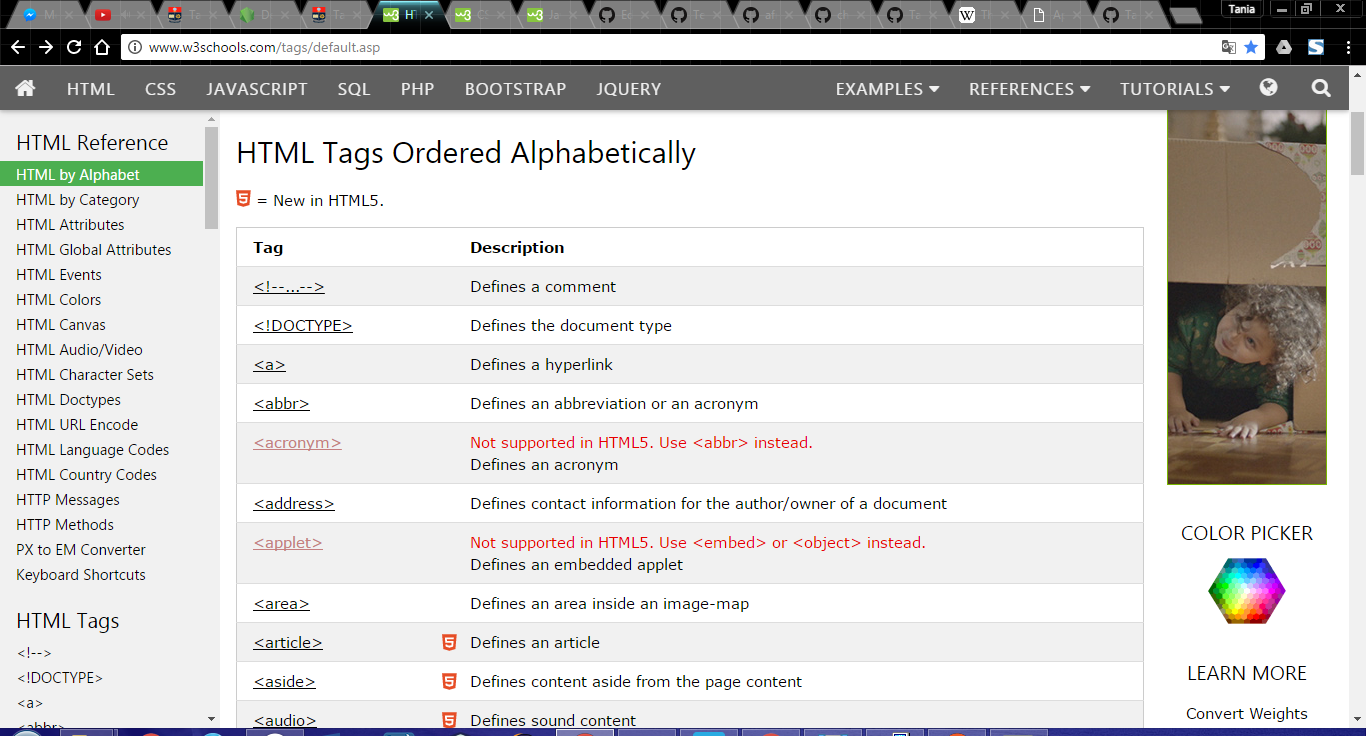 Tania
www.w3schools.com/tags/default.asp
HTML CSS JAVASCRIPT SQL PHP BOOTSTRAP JQUERY EXAMPLES REFERENCES TUTORIALS
HTML Reference
HTML by Alphabet
HTML by Category
HTML Attributes
HTML Global Attributes
HTML Events
HTML Colors
HTML Canvas
HTML Audio/Video
HTML Character Sets
HTML Doctypes
HTML URL Encode
HTML Language Codes
HTML Country Codes
HTTP Messages
HTTP Methods
PX to EM Converter
Keyboard Shortcuts
HTML Tags
<!-->
<!DOCTYPE>
<a>
<abbr>
HTML Tags Ordered Alphabetically
= New in HTML5.
Tag Description
<!--...--> Defines a comment
<!DOCTYPE> Defines the document type
<a> Defines a hyperlink
<abbr> Defines an abbreviation or an acronym
<acronym> Not supported in HTML5. Use <abbr> instead.
Defines an acronym
<address> Defines contact information for the author/owner of a document
<applet> Not supported in HTML5. Use <embed> or <object> instead.
Defines an embedded applet
<area> Defines an area inside an image-map
<article> Defines an article
<aside> Defines content aside from the page content
<audio> Defines sound content
COLOR PICKER
LEARN MORE
Convert Weights